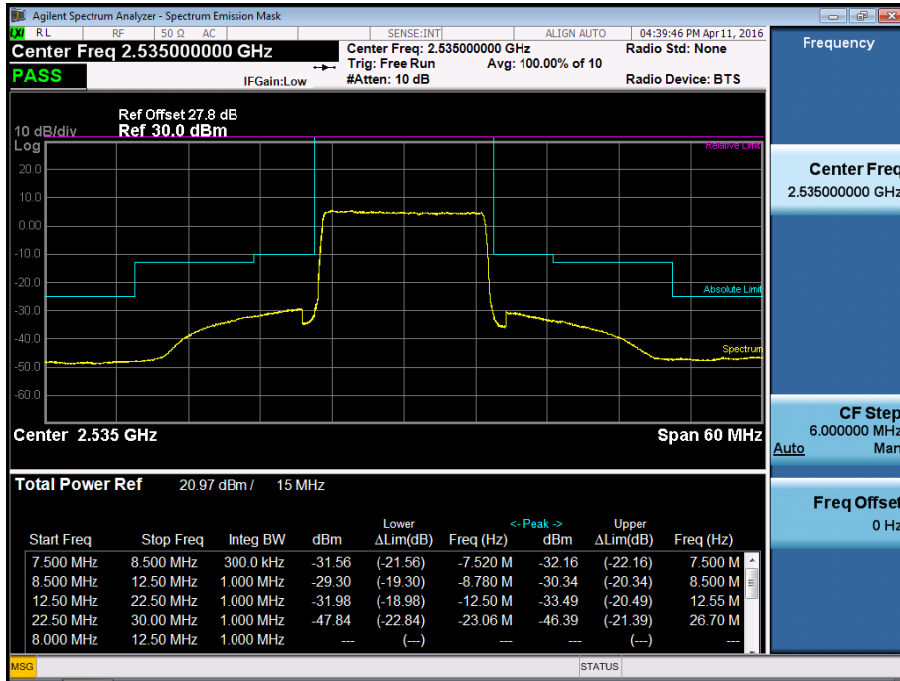 Agilent Spectrum Analyzer - Spectrum Emission Mask
LXI RL RF 50 Ω AC SENSE:INT ALIGN AUTO 04:39:46 PM Apr 11, 2016
Center Freq 2.535000000 GHz
Center Freq: 2.535000000 GHz
Radio Std: None
Trig: Free Run Avg: 100.00% of 10
PASS
IFGain:Low
#Atten: 10 dB
Radio Device: BTS
Ref Offset 27.8 dB
10 dB/div Ref 30.0 dBm
Log
Relative Limit
20.0
10.0
0.00
-10.0
-20.0
Absolute Limit
-30.0
-40.0
Spectrum
-50.0
-60.0
Center 2.535 GHz Span 60 MHz
Total Power Ref 20.97 dBm / 15 MHz
Lower <- Peak -> Upper
Start Freq Stop Freq Integ BW dBm ΔLim(dB) Freq (Hz) dBm ΔLim(dB) Freq (Hz)
7.500 MHz 8.500 MHz 300.0 kHz -31.56 (-21.56) -7.520 M -32.16 (-22.16) 7.500 M
8.500 MHz 12.50 MHz 1.000 MHz -29.30 (-19.30) -8.780 M -30.34 (-20.34) 8.500 M
12.50 MHz 22.50 MHz 1.000 MHz -31.98 (-18.98) -12.50 M -33.49 (-20.49) 12.55 M
22.50 MHz 30.00 MHz 1.000 MHz -47.84 (-22.84) -23.06 M -46.39 (-21.39) 26.70 M
8.000 MHz 12.50 MHz 1.000 MHz --- (---) --- --- (---) ---
MSG STATUS
Frequency
Center Freq
2.535000000 GHz
CF Step
6.000000 MHz
Auto Man
Freq Offset
0 Hz